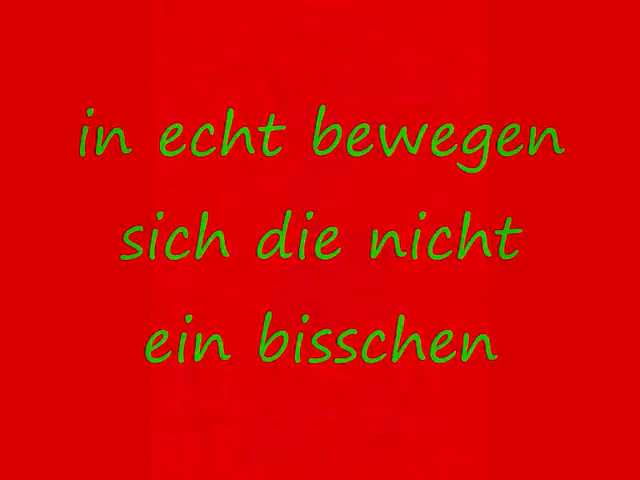 in echt bewegen
sich die nicht
ein bisschen